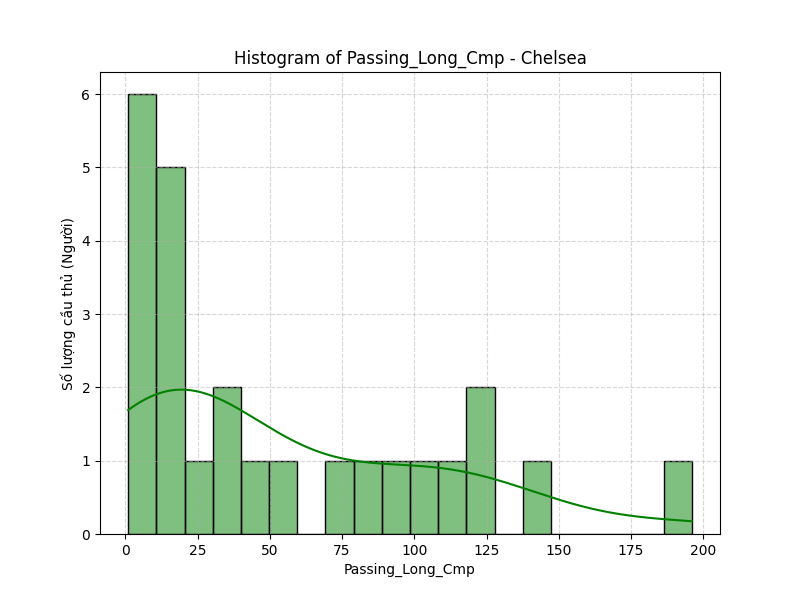 Histogram of Passing_Long_Cmp - Chelsea
6
5
4
3
2
1
0
Số lượng cầu thủ (Người)
0 25 50 75 100 125 150 175 200
Passing_Long_Cmp